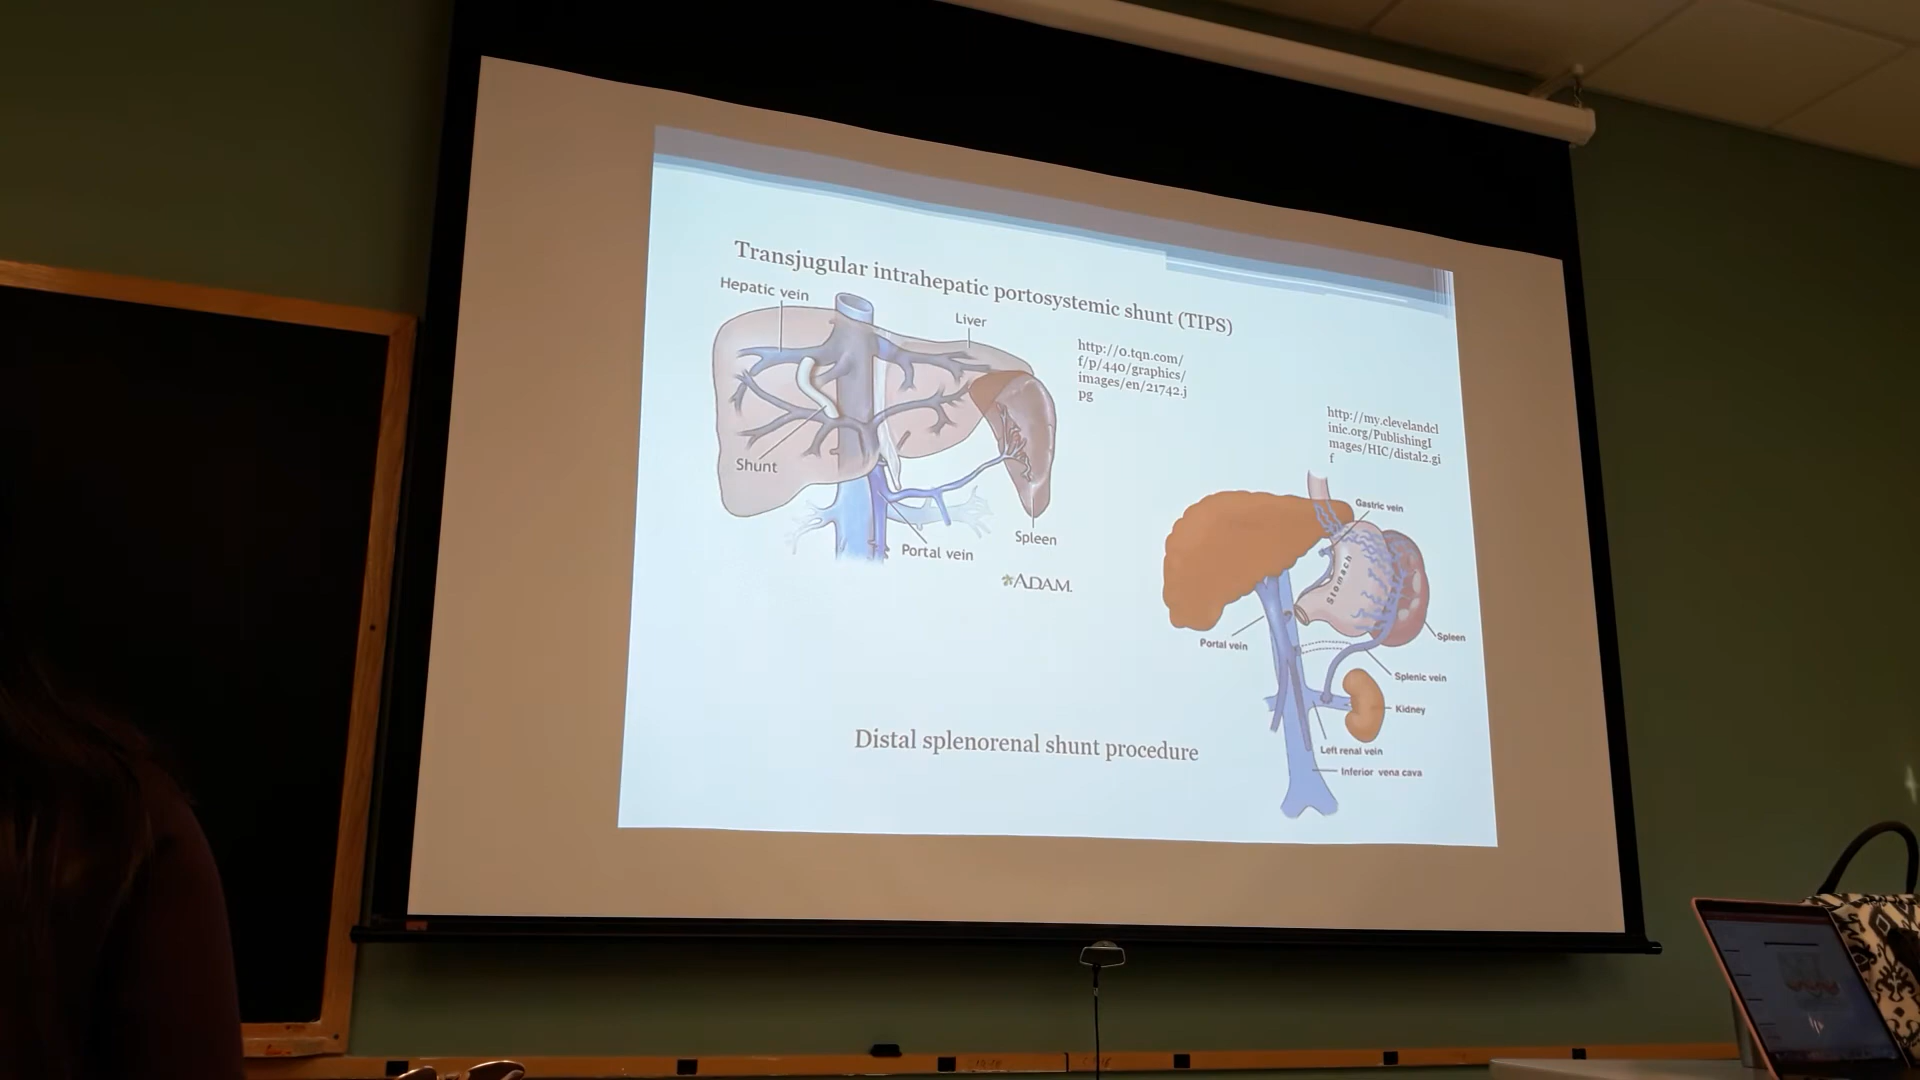 Transjugular intrahepatic portosystemic shunt (TIPS)
Hepatic vein
Liver
Shunt
Portal vein
Spleen
ADAM.
http://0.tqn.com/
f/p/440/graphics/
images/en/21742.j
pg
http://my.clevelandcl
inic.org/PublishingI
mages/HIC/distal2.gi
f
Gastric vein
Stomach
Portal vein
Spleen
Splenic vein
Kidney
Left renal vein
Inferior vena cava
Distal splenorenal shunt procedure